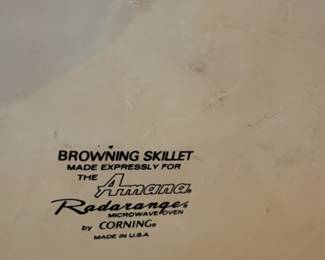 BROWNING SKILLET
MADE EXPRESSLY FOR
THE Amana
Radarange®
MICROWAVE OVEN
by CORNING®
MADE IN U.S.A.